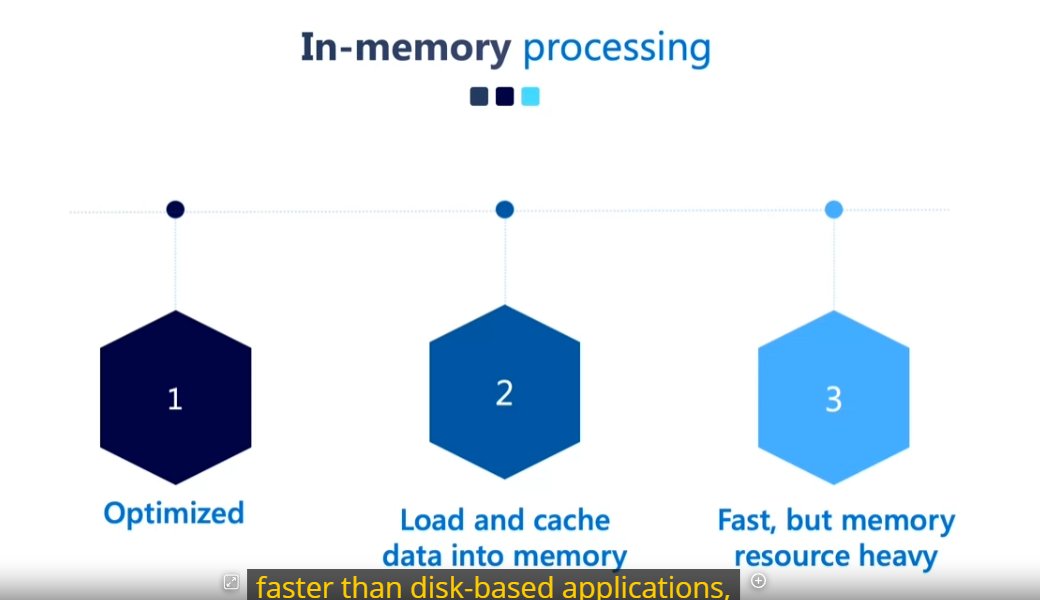 In-memory processing
1
2
3
Optimized
Load and cache
data into memory
Fast, but memory
resource heavy
faster than disk-based applications,